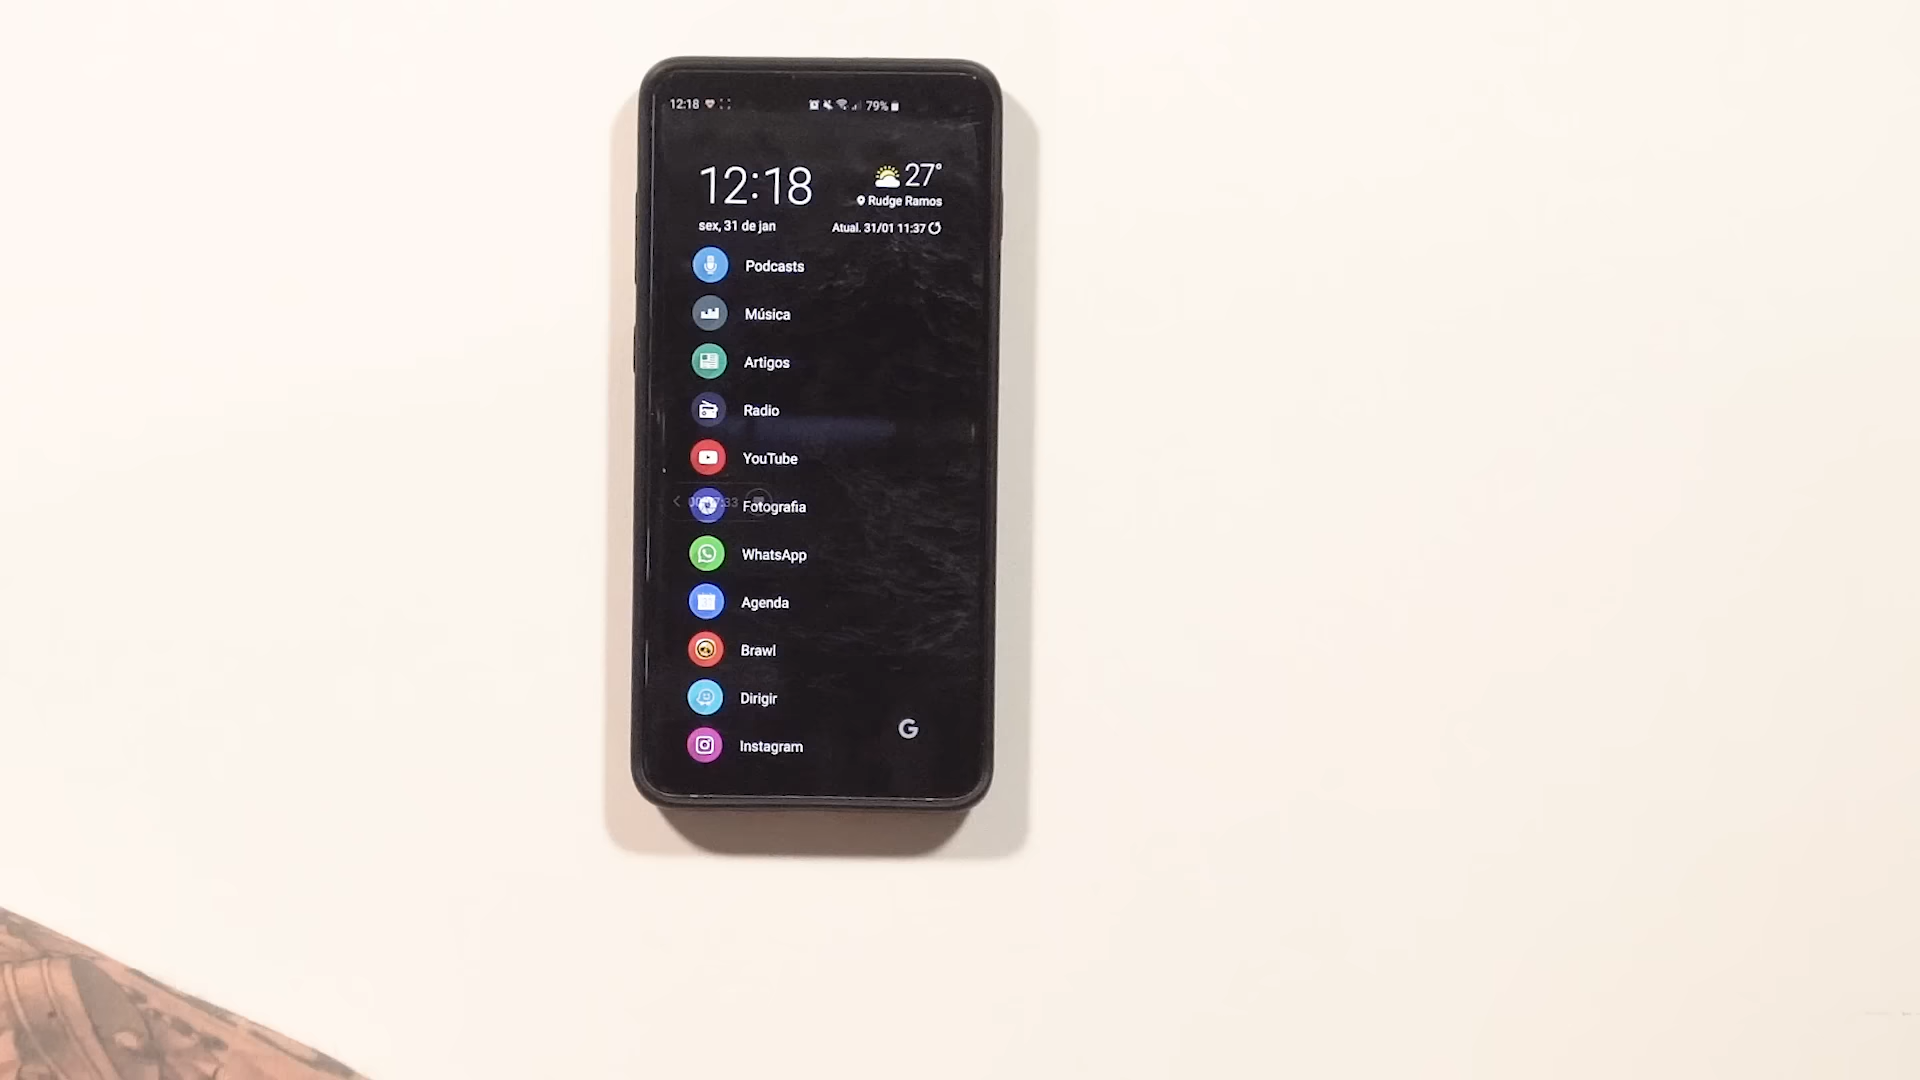 12:18
79%
12:18
27°
Rudge Ramos
sex, 31 de jan
Atual. 31/01 11:37
Podcasts
Música
Artigos
Radio
YouTube
Fotografia
WhatsApp
Agenda
Brawl
Dirigir
G
Instagram